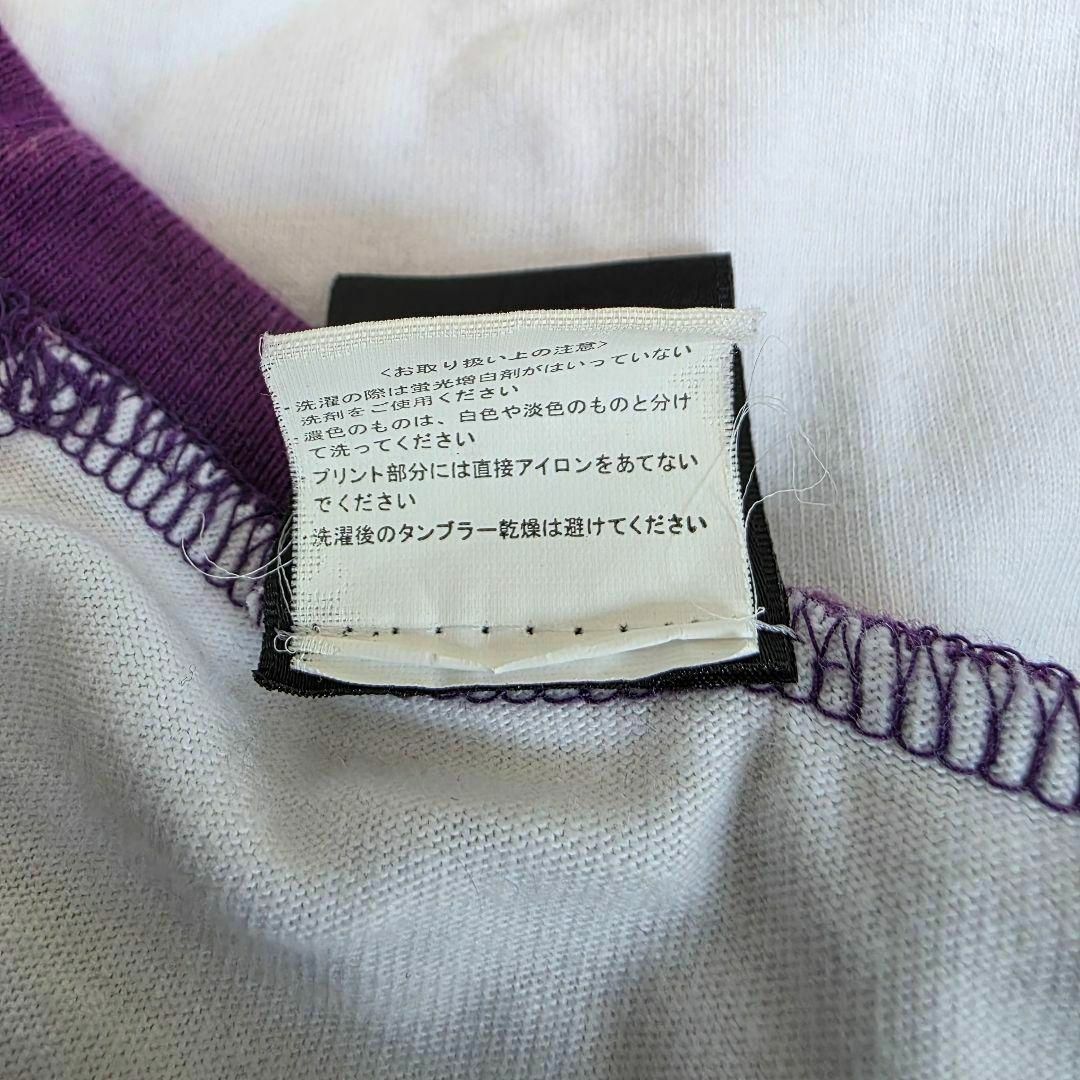 <お取り扱い上の注意>
・洗濯の際は蛍光増白剤がはいっていない
洗剤をご使用ください
・濃色のものは、白色や淡色のものと分け
て洗ってください
・プリント部分には直接アイロンをあてない
でください
・洗濯後のタンブラー乾燥は避けてください